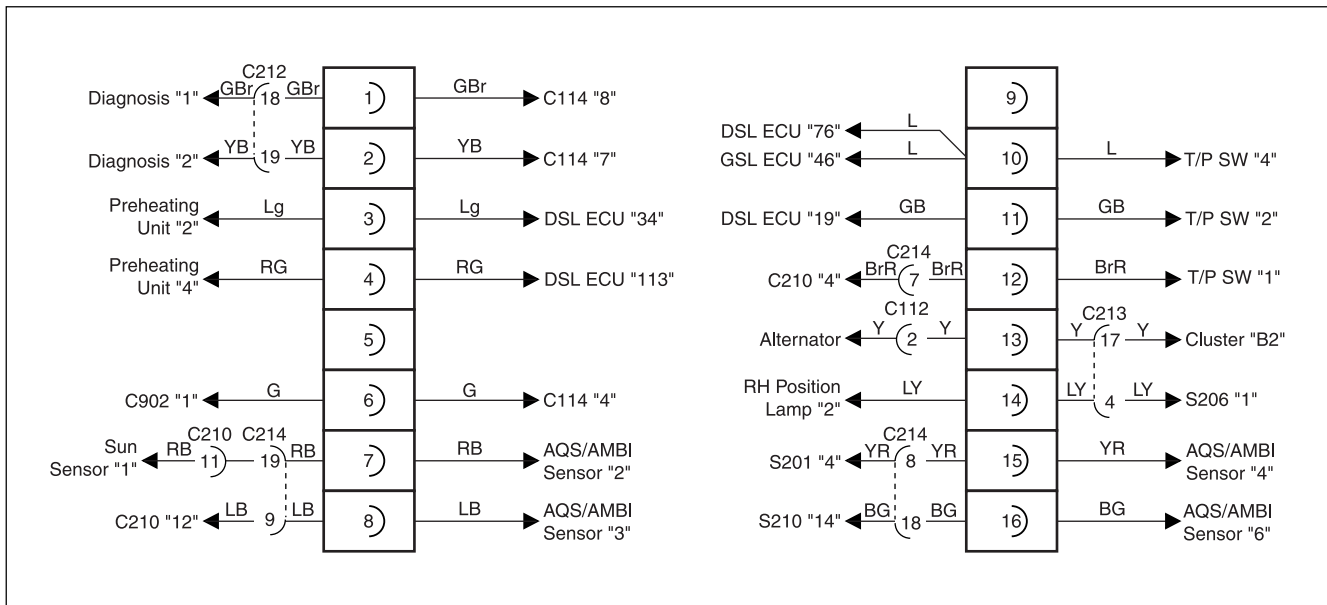 C212
Diagnosis "1" GBr 18 GBr 1 GBr C114 "8"
Diagnosis "2" YB 19 YB 2 YB C114 "7"
Preheating
Unit "2" Lg 3 Lg DSL ECU "34"
Preheating
Unit "4" RG 4 RG DSL ECU "113"
5
C902 "1" G 6 G C114 "4"
C210 C214
Sun
Sensor "1" RB 11 19 RB 7 RB AQS/AMBI
Sensor "2"
C210 "12" LB 9 LB 8 LB AQS/AMBI
Sensor "3"
9
DSL ECU "76" L
GSL ECU "46" L 10 L T/P SW "4"
DSL ECU "19" GB 11 GB T/P SW "2"
C214
C210 "4" BrR 7 BrR 12 BrR T/P SW "1"
C112 C213
Alternator Y 2 Y 13 Y 17 Y Cluster "B2"
RH Position
Lamp "2" LY 14 LY 4 LY S206 "1"
C214
S201 "4" YR 8 YR 15 YR AQS/AMBI
Sensor "4"
S210 "14" BG 18 BG 16 BG AQS/AMBI
Sensor "6"